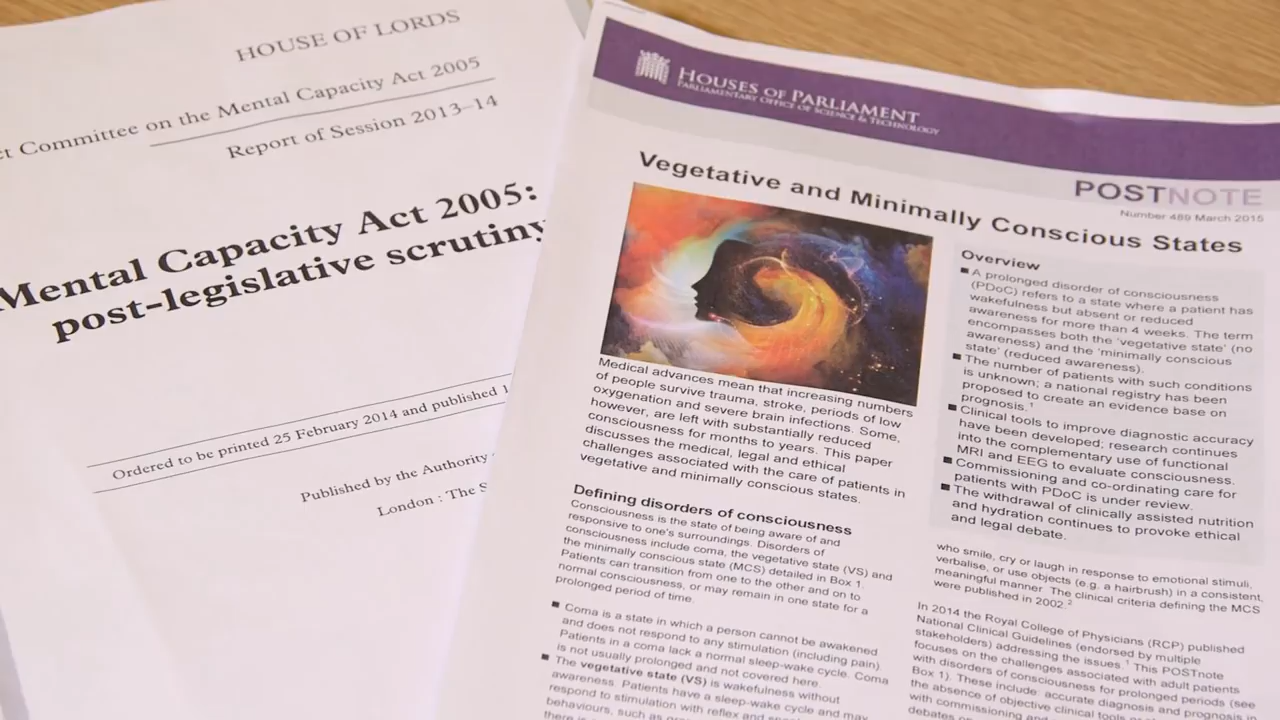 HOUSE OF LORDS
Committee on the Mental Capacity Act 2005
Report of Session 2013–14
Mental Capacity Act 2005:
post-legislative scrutiny
Ordered to be printed 25 February 2014 and published
Published by the Authority
London : The
HOUSES OF PARLIAMENT
PARLIAMENTARY OFFICE OF SCIENCE & TECHNOLOGY
POSTNOTE
Number 489 March 2015
Vegetative and Minimally Conscious States
Medical advances mean that increasing numbers
of people survive trauma, stroke, periods of low
oxygenation and severe brain infections. Some,
however, are left with substantially reduced
consciousness for months to years. This paper
discusses the medical, legal and ethical
challenges associated with the care of patients in
vegetative and minimally conscious states.
Defining disorders of consciousness
Consciousness is the state of being aware of and
responsive to one's surroundings. Disorders of
consciousness include coma, the vegetative state (VS) and
the minimally conscious state (MCS) detailed in Box 1.
Patients can transition from one to the other and on to
normal consciousness, or may remain in one state for a
prolonged period of time.
■ Coma is a state in which a person cannot be awakened
and does not respond to any stimulation (including pain).
Patients in a coma lack a normal sleep-wake cycle. Coma
is not usually prolonged and not covered here.
■ The vegetative state (VS) is wakefulness without
awareness. Patients have a sleep-wake cycle and may
respond to stimulation with reflex and
behaviours, such as
Overview
■ A prolonged disorder of consciousness
(PDoC) refers to a state where a patient has
wakefulness but absent or reduced
awareness for more than 4 weeks. The term
encompasses both the 'vegetative state' (no
awareness) and the 'minimally conscious
state' (reduced awareness).
■ The number of patients with such conditions
is unknown; a national registry has been
proposed to create an evidence base on
prognosis.1
■ Clinical tools to improve diagnostic accuracy
have been developed; research continues
into the complementary use of functional
MRI and EEG to evaluate consciousness.
■ Commissioning and co-ordinating care for
patients with PDoC is under review.
■ The withdrawal of clinically assisted nutrition
and hydration continues to provoke ethical
and legal debate.
who smile, cry or laugh in response to emotional stimuli,
verbalise, or use objects (e.g. a hairbrush) in a consistent,
meaningful manner. The clinical criteria defining the MCS
were published in 2002.2
In 2014 the Royal College of Physicians (RCP) published
National Clinical Guidelines (endorsed by multiple
stakeholders) addressing the issues.1 This POSTnote
focuses on the challenges associated with adult patients
with disorders of consciousness for prolonged periods (see
Box 1). These include: accurate diagnosis and prognosis in
the absence of objective clinical tools or
with commissioning and
debates